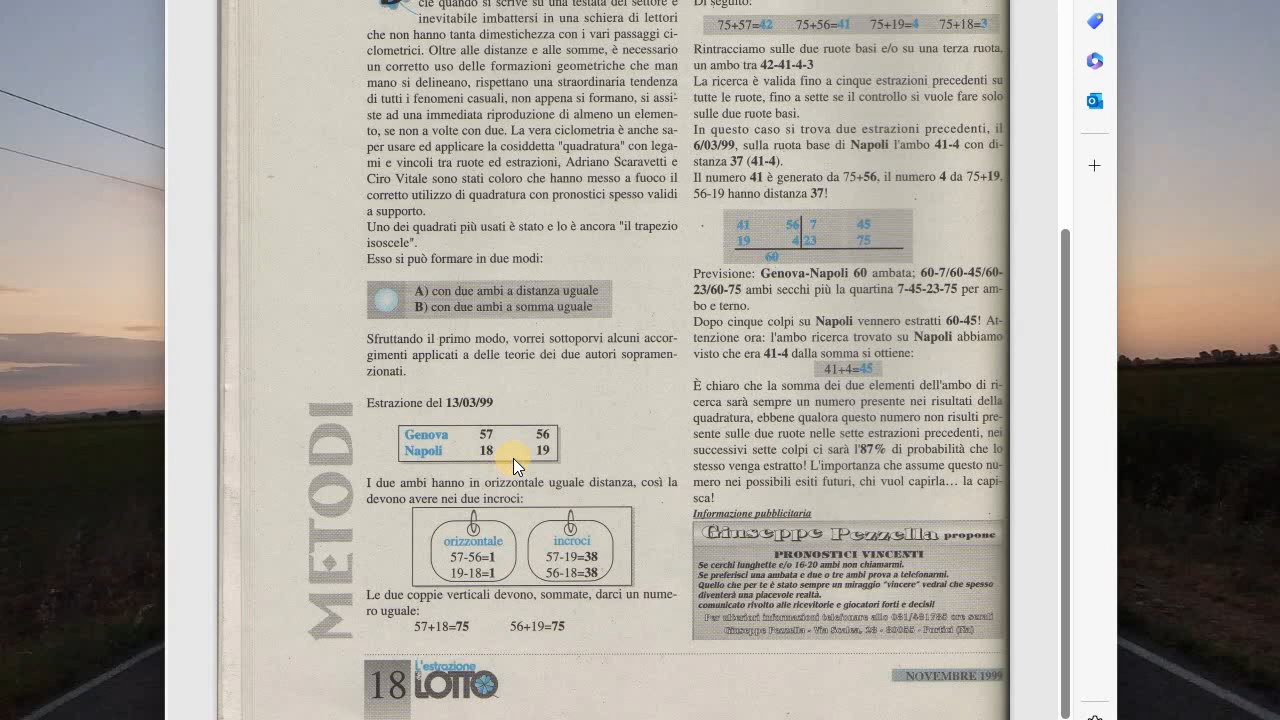 cie quando si scrive su una testata del settore è
inevitabile imbattersi in una schiera di lettori
che non hanno tanta dimestichezza con i vari passaggi ci-
clometrici. Oltre alle distanze e alle somme, è necessario
un corretto uso delle formazioni geometriche che man
mano si delineano, rispettano una straordinaria tendenza
di tutti i fenomeni casuali, non appena si formano, si assi-
ste ad una immediata riproduzione di almeno un elemen-
to, se non a volte con due. La vera ciclometria è anche sa-
per usare ed applicare la cosiddetta "quadratura" con lega-
mi e vincoli tra ruote ed estrazioni, Adriano Scaravetti e
Ciro Vitale sono stati coloro che hanno messo a fuoco il
corretto utilizzo di quadratura con pronostici spesso validi
a supporto.
Uno dei quadrati più usati è stato e lo è ancora "il trapezio
isoscele".
Esso si può formare in due modi:
A) con due ambi a distanza uguale
B) con due ambi a somma uguale
Sfruttando il primo modo, vorrei sottoporvi alcuni accor-
gimenti applicati a delle teorie dei due autori sopramen-
zionati.
Estrazione del 13/03/99
Genova 57 56
Napoli 18 19
I due ambi hanno in orizzontale uguale distanza, così la
devono avere nei due incroci:
orizzontale
57-56=1
19-18=1
incroci
57-19=38
56-18=38
Le due coppie verticali devono, sommate, darci un nume-
ro uguale:
57+18=75 56+19=75
METODI
18 L'estrazione
LOTTO
Di seguito:
75+57=42 75+56=41 75+19=4 75+18=3
Rintracciamo sulle due ruote basi e/o su una terza ruota,
un ambo tra 42-41-4-3
La ricerca è valida fino a cinque estrazioni precedenti su
tutte le ruote, fino a sette se il controllo si vuole fare solo
sulle due ruote basi.
In questo caso si trova due estrazioni precedenti, il
6/03/99, sulla ruota base di Napoli l'ambo 41-4 con di-
stanza 37 (41-4).
Il numero 41 è generato da 75+56, il numero 4 da 75+19,
56-19 hanno distanza 37!
41 56 7 45
19 4 23 75
60
Previsione: Genova-Napoli 60 ambata; 60-7/60-45/60-
23/60-75 ambi secchi più la quartina 7-45-23-75 per am-
bo e terno.
Dopo cinque colpi su Napoli vennero estratti 60-45! At-
tenzione ora: l'ambo ricerca trovato su Napoli abbiamo
visto che era 41-4 dalla somma si ottiene:
41+4=45
È chiaro che la somma dei due elementi dell'ambo di ri-
cerca sarà sempre un numero presente nei risultati della
quadratura, ebbene qualora questo numero non risulti pre-
sente sulle due ruote nelle sette estrazioni precedenti, nei
successivi sette colpi ci sarà l'87% di probabilità che lo
stesso venga estratto! L'importanza che assume questo nu-
mero nei possibili esiti futuri, chi vuol capirla... la capi-
sca!
Informazione pubblicitaria
Giuseppe Pezzella propone
PRONOSTICI VINCENTI
Se cerchi lunghette e/o 16-20 ambi non chiamarmi.
Se preferisci una ambata e due o tre ambi prova a telefonarmi.
Quello che per te è stato sempre un miraggio "vincere" vedrai che spesso
diventerà una piacevole realtà.
comunicato rivolto alle ricevitorie e giocatori forti e decisi!
Per ulteriori informazioni telefonare allo 081/481785 ore serali
Giuseppe Pezzella - Via Scalea, 28 - 80055 - Portici (Na)
NOVEMBRE 1999